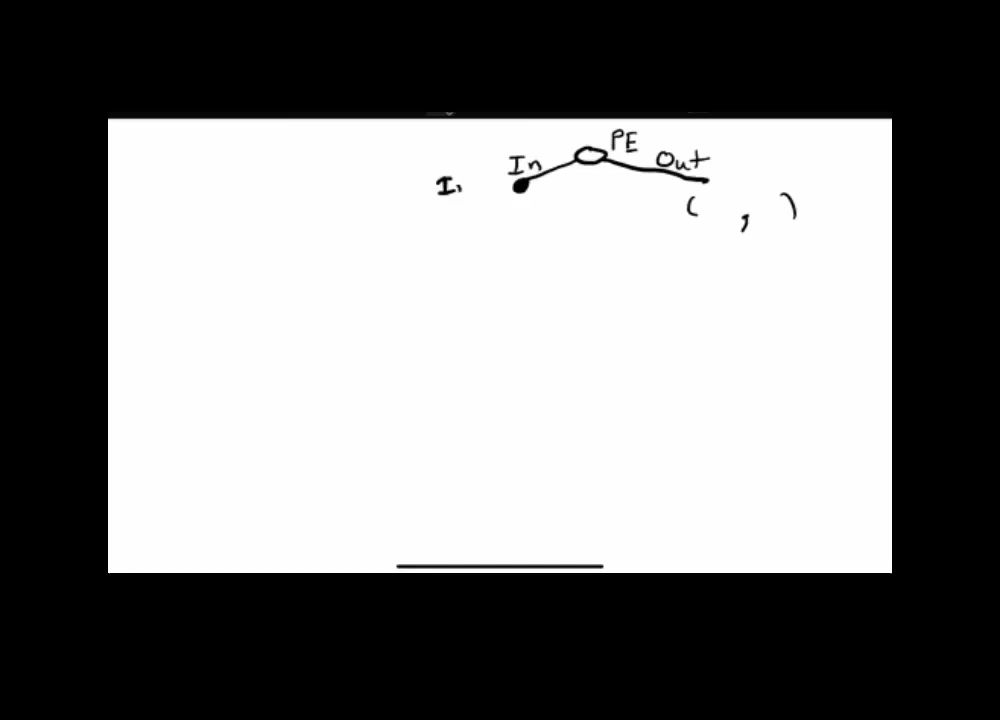 PE
In Out
I,
( , )